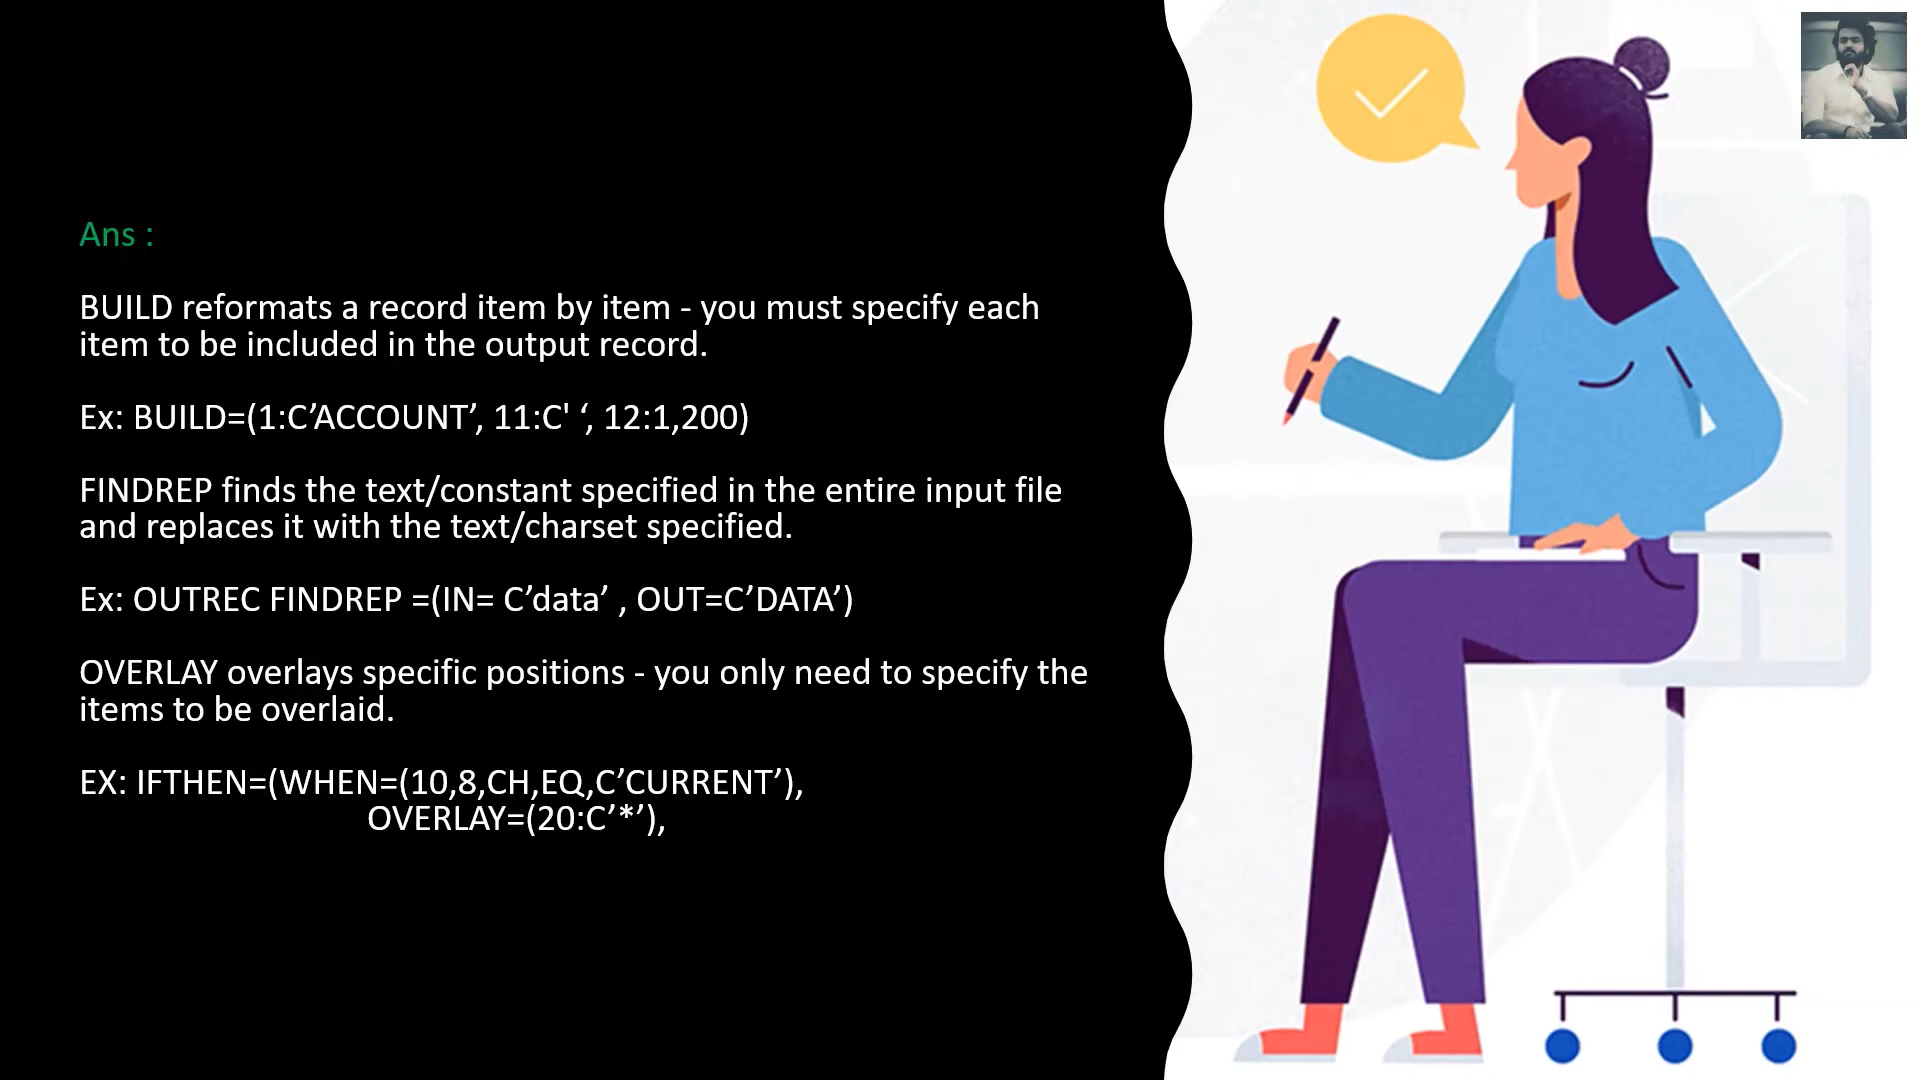 Ans :
BUILD reformats a record item by item - you must specify each
item to be included in the output record.
Ex: BUILD=(1:C’ACCOUNT’, 11:C' ‘, 12:1,200)
FINDREP finds the text/constant specified in the entire input file
and replaces it with the text/charset specified.
Ex: OUTREC FINDREP =(IN= C’data’ , OUT=C’DATA’)
OVERLAY overlays specific positions - you only need to specify the
items to be overlaid.
EX: IFTHEN=(WHEN=(10,8,CH,EQ,C’CURRENT’),
OVERLAY=(20:C’*’),